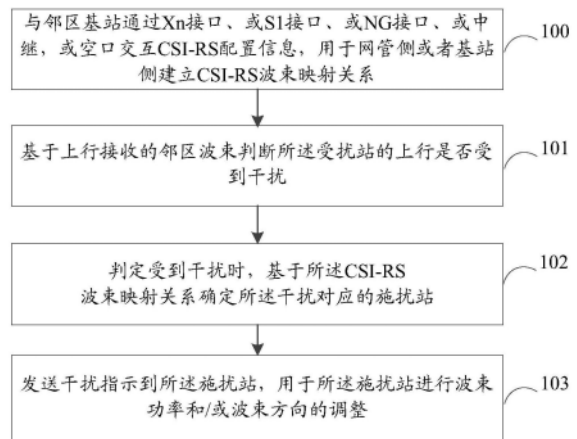 与邻区基站通过Xn接口、或S1接口、或NG接口、或中
继，或空口交互CSI-RS配置信息，用于网管侧或者基站
侧建立CSI-RS波束映射关系
100
基于上行接收的邻区波束判断所述受扰站的上行是否受
到干扰
101
判定受到干扰时，基于所述CSI-RS
波束映射关系确定所述干扰对应的施扰站
102
发送干扰指示到所述施扰站，用于所述施扰站进行波束
功率和/或波束方向的调整
103